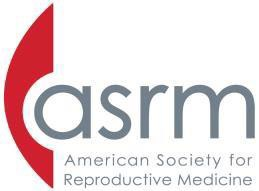 asrm
American Society for
Reproductive Medicine